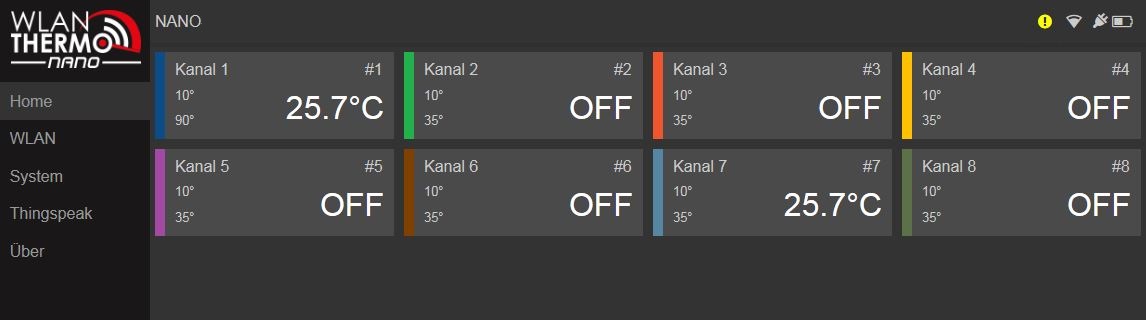 WLAN
THERMO
NANO
NANO
Home
WLAN
System
Thingspeak
Über
Kanal 1 #1
10°
90°
25.7°C
Kanal 2 #2
10°
35°
OFF
Kanal 3 #3
10°
35°
OFF
Kanal 4 #4
10°
35°
OFF
Kanal 5 #5
10°
35°
OFF
Kanal 6 #6
10°
35°
OFF
Kanal 7 #7
10°
35°
25.7°C
Kanal 8 #8
10°
35°
OFF